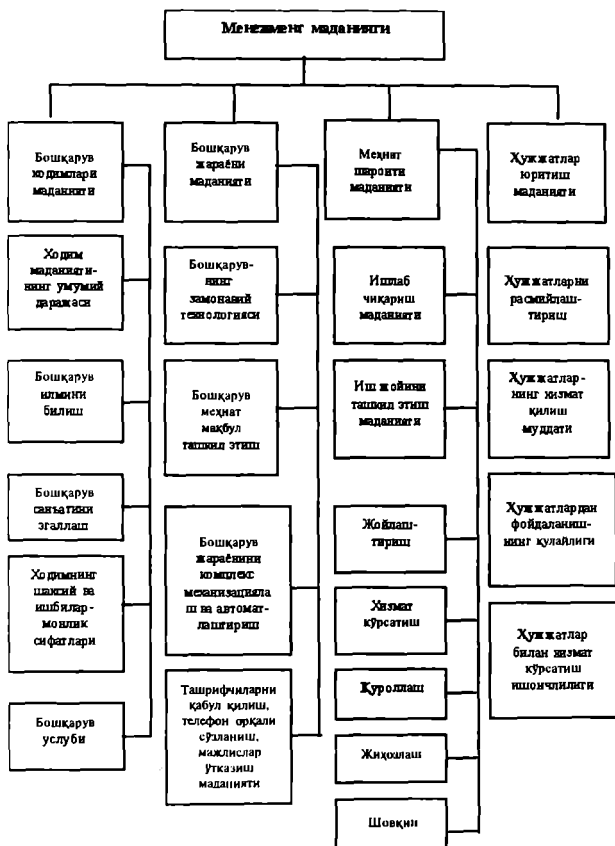 Менежмент маданияти
Бошқарув
ходимлари
маданияти
Ходим
маданияти-
нинг умумий
даражаси
Бошқарув
илмини
билиш
Бошқарув
санъатини
эгаллаш
Ходимнинг
шахсий ва
ишбилар-
монлик
сифатлари
Бошқарув
услуби
Бошқарув
жараёни
маданияти
Бошқарув-
нинг
замонавий
технологияси
Бошқарув
меҳнат
мақбул
ташкил этиш
Бошқарув
жараёнини
комплекс
механизациялa
ш ва автомат-
лаштириш
Ташрифчиларни
қабул қилиш,
телефон орқали
сўзланиш,
мажлислар
ўтказиш
маданияти
Меҳнат
шароити
маданияти
Ишлаб
чиқариш
маданияти
Иш жойини
ташкил этиш
маданияти
Жойлаш-
тириш
Хизмат
кўрсатиш
Қуроллаш
Жиҳозлаш
Шовқин
Ҳужжатлар
юритиш
маданияти
Ҳужжатларни
расмийлаш-
тириш
Ҳужжатлар-
нинг хизмат
қилиш
муддати
Ҳужжатлардан
фойдаланиш-
нинг қулайлиги
Ҳужжатлар
билан хизмат
кўрсатиш
ишончлилиги